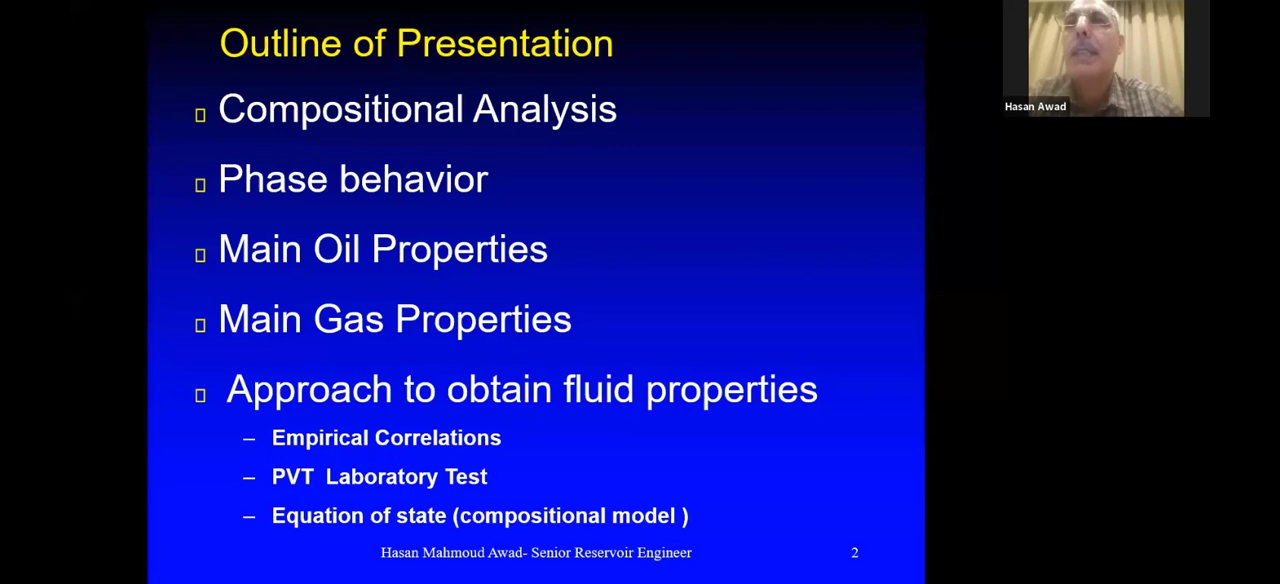 Outline of Presentation
Compositional Analysis
Phase behavior
Main Oil Properties
Main Gas Properties
Approach to obtain fluid properties
– Empirical Correlations
– PVT Laboratory Test
– Equation of state (compositional model )
Hasan Mahmoud Awad- Senior Reservoir Engineer 2
Hasan Awad